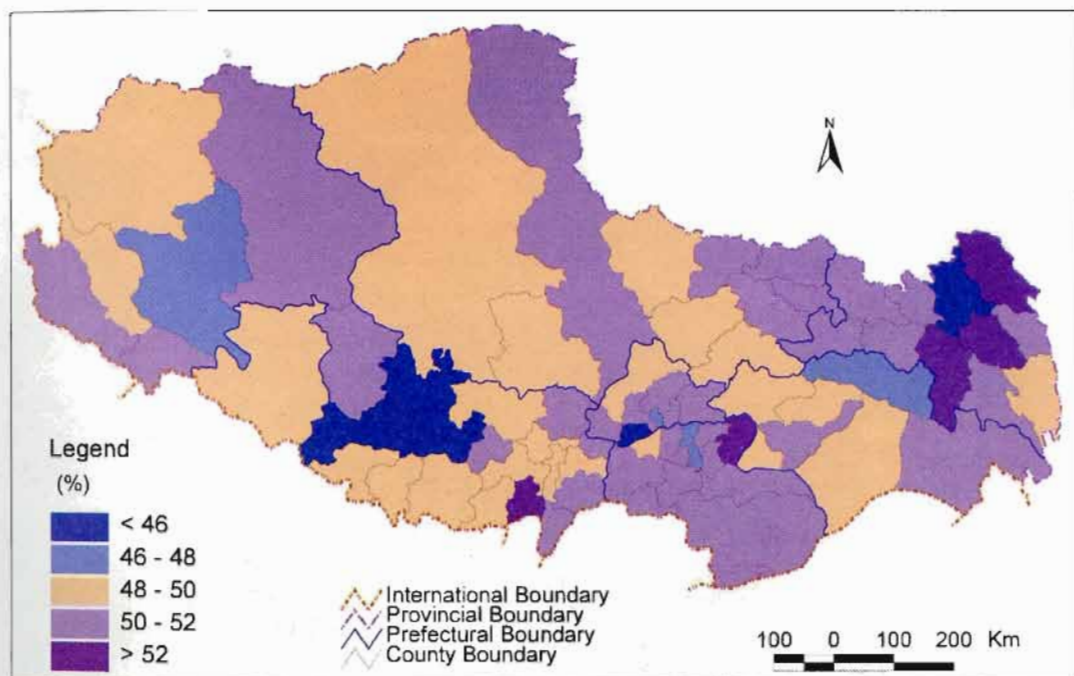 N
Legend
(%)
< 46
46 - 48
48 - 50
50 - 52
> 52
International Boundary
Provincial Boundary
Prefectural Boundary
County Boundary
100 0 100 200 Km